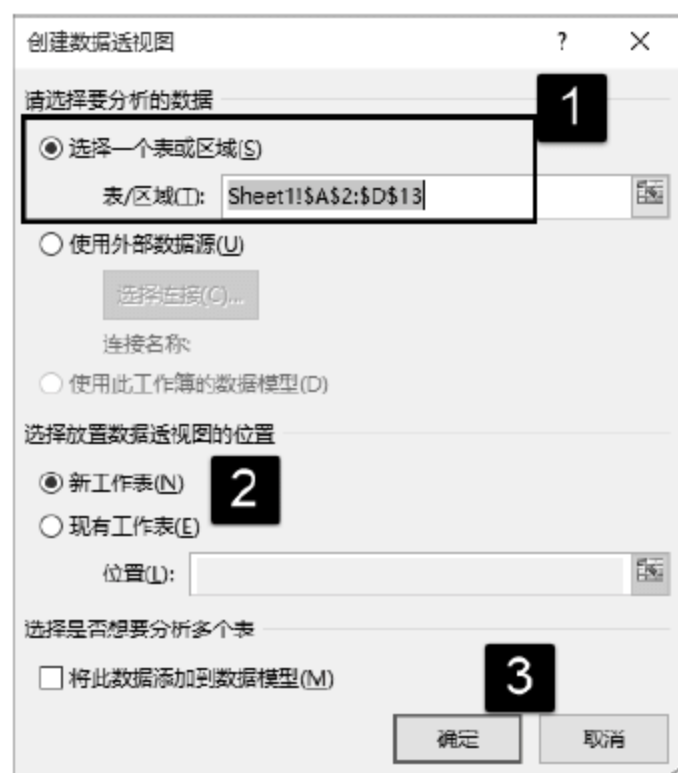 创建数据透视图 ?
请选择要分析的数据 1
选择一个表或区域(S)
表/区域(T): Sheet1!$A$2:$D$13
使用外部数据源(U)
选择连接(C)...
连接名称:
使用此工作簿的数据模型(D)
选择放置数据透视图的位置
新工作表(N) 2
现有工作表(E)
位置(L):
选择是否想要分析多个表
将此数据添加到数据模型(M) 3
确定 取消